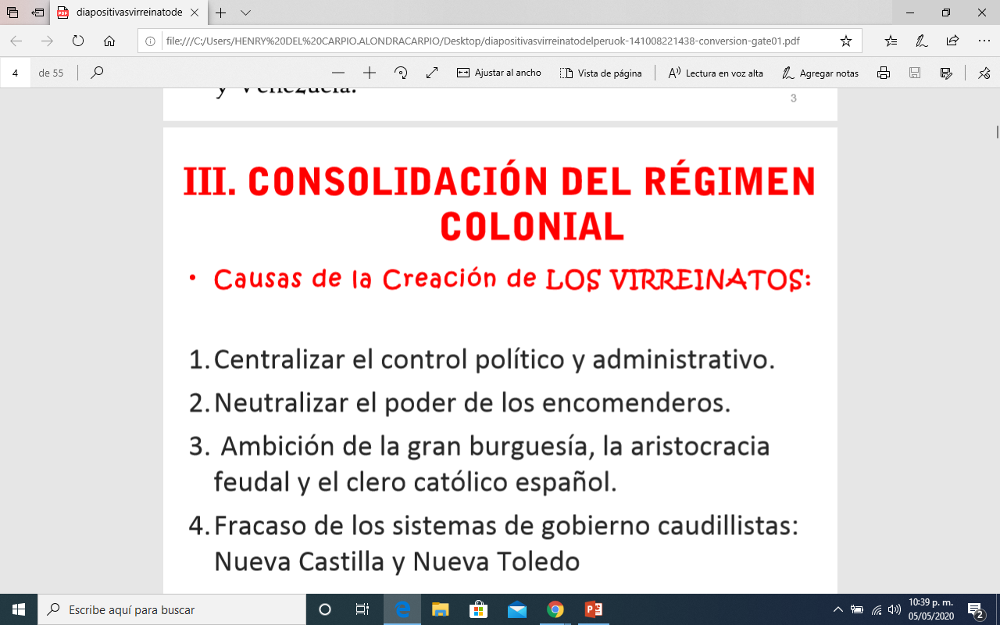 diapositivasvirreinatode
file:///C:/Users/HENRY%20DEL%20CARPIO.ALONDRACARPIO/Desktop/diapositivasvirreinatodelperuok-141008221438-conversion-gate01.pdf
4 de 55 Ajustar al ancho Vista de página Lectura en voz alta Agregar notas
y Venezuela.
3
III. CONSOLIDACIÓN DEL RÉGIMEN
COLONIAL
• Causas de la Creación de LOS VIRREINATOS:
1. Centralizar el control político y administrativo.
2. Neutralizar el poder de los encomenderos.
3. Ambición de la gran burguesía, la aristocracia
feudal y el clero católico español.
4. Fracaso de los sistemas de gobierno caudillistas:
Nueva Castilla y Nueva Toledo
Escribe aquí para buscar
10:39 p. m.
05/05/2020
2